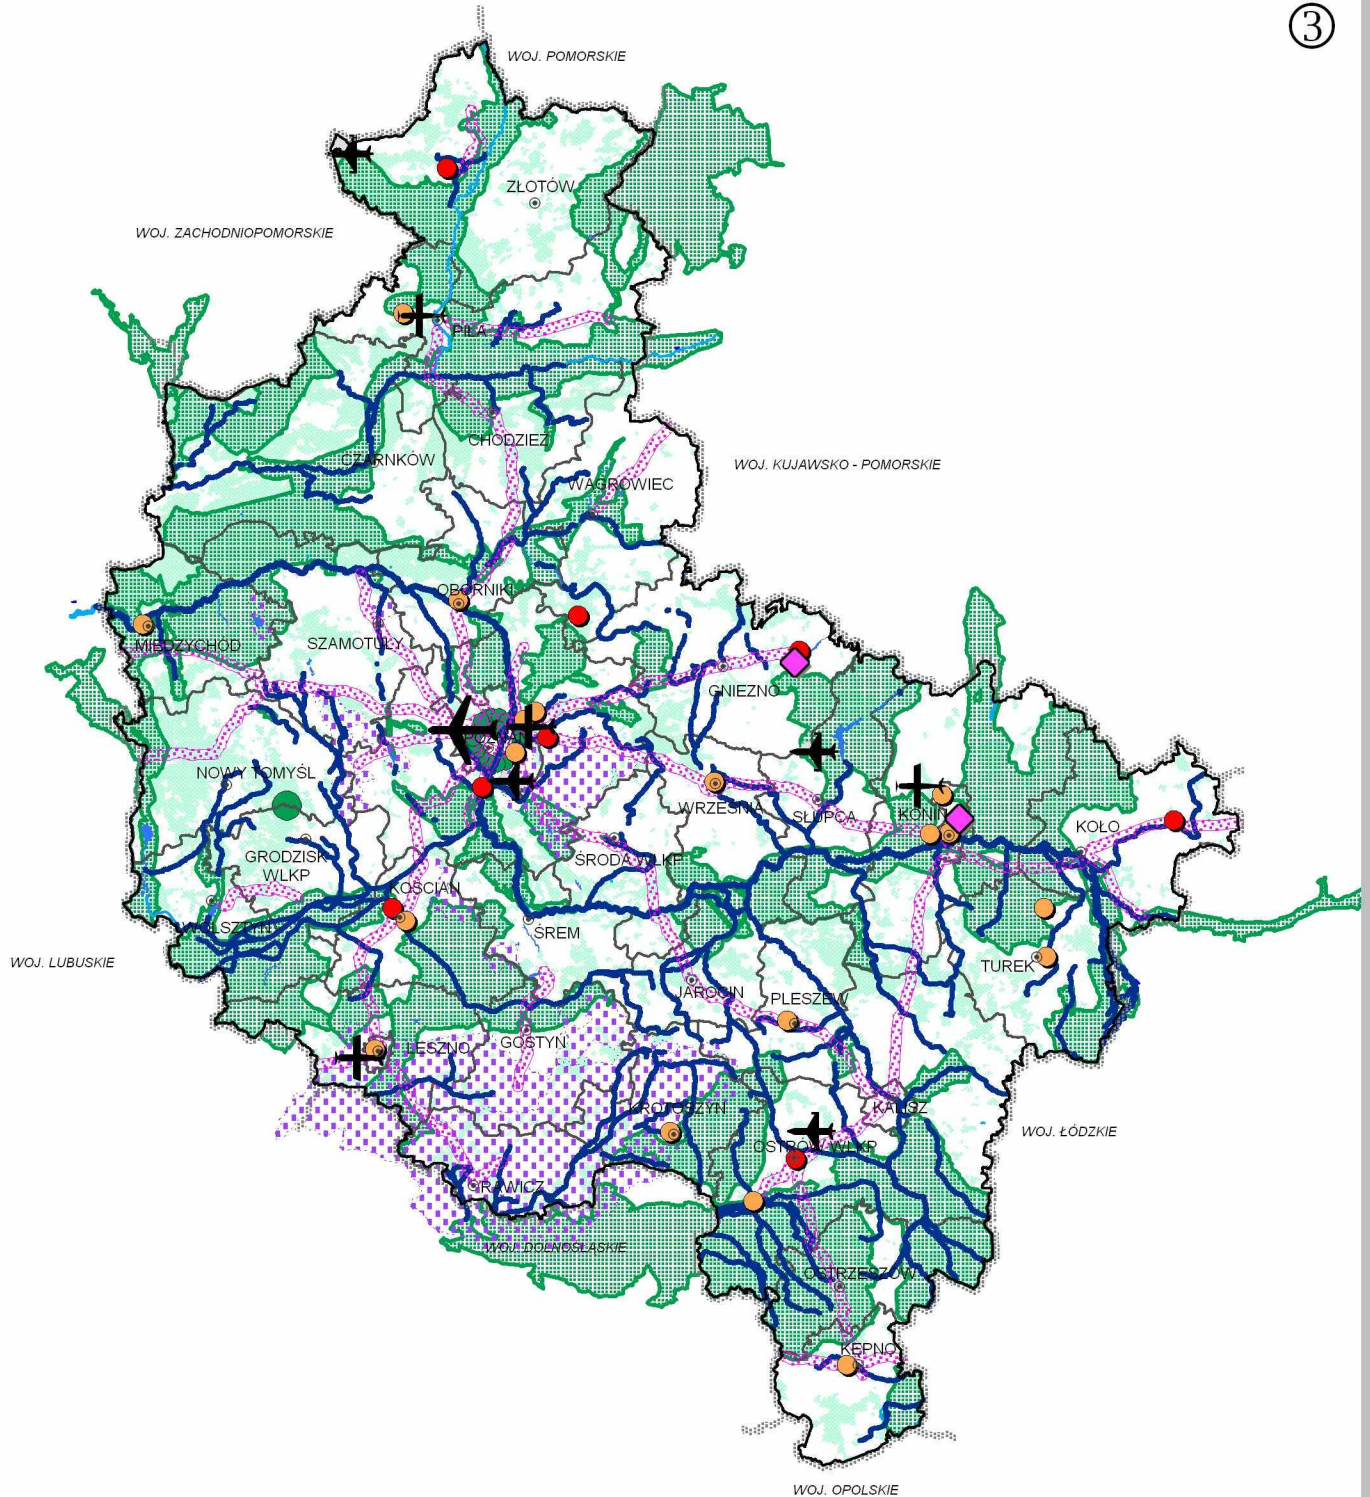 ③
WOJ. POMORSKIE
ZŁOTÓW
WOJ. ZACHODNIOPOMORSKIE
PIŁA
CHODZIEŻ
CZARNKÓW
WOJ. KUJAWSKO - POMORSKIE
WĄGROWIEC
OBORNIKI
MIĘDZYCHÓD
SZAMOTUŁY
GNIEZNO
NOWY TOMYŚL
WRZEŚNIA
SŁUPCA
KONIN
KOŁO
GRODZISK
WLKP
ŚRODA WLKP
KOŚCIAN
WOLSZTYN
ŚREM
WOJ. LUBUSKIE
TUREK
JAROCIN
PLESZEW
LESZNO
GOSTYŃ
KROTOSZYN
KALISZ
WOJ. ŁÓDZKIE
OSTRÓW WLKP
RAWICZ
WOJ. DOLNOŚLĄSKIE
OSTRZESZÓW
KĘPNO
WOJ. OPOLSKIE